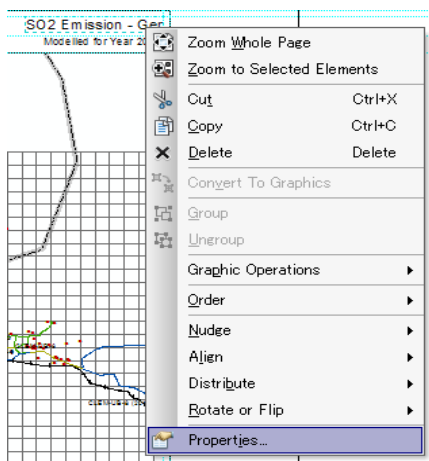 SO2 Emission - Gen
Modelled for Year 20
Zoom Whole Page
Zoom to Selected Elements
Cut Ctrl+X
Copy Ctrl+C
Delete Delete
Convert To Graphics
Group
Ungroup
Graphic Operations
Order
Nudge
Align
Distribute
Rotate or Flip
Properties...